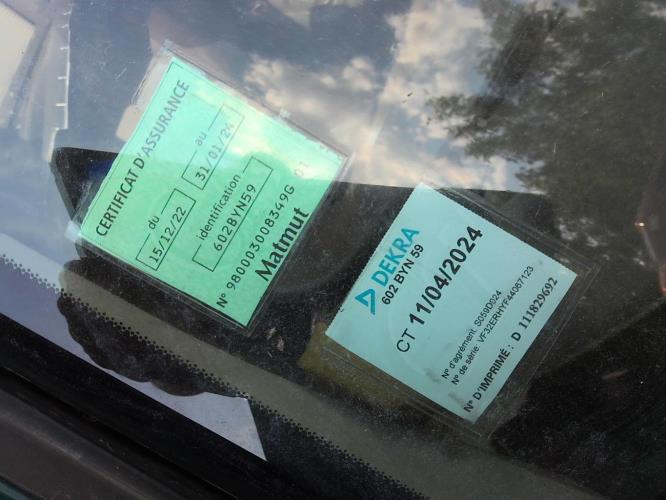 CERTIFICAT D'ASSURANCE
du
au
15/12/22
31/01/24
identification
602BYN59
N° 980003008349G 01
Matmut
DEKRA
602 BYN 59
CT 11/04/2024
N° d'agrément : S059D024
N° de série : VF32ERHYF44067123
N° D'IMPRIMÉ : D 111829692